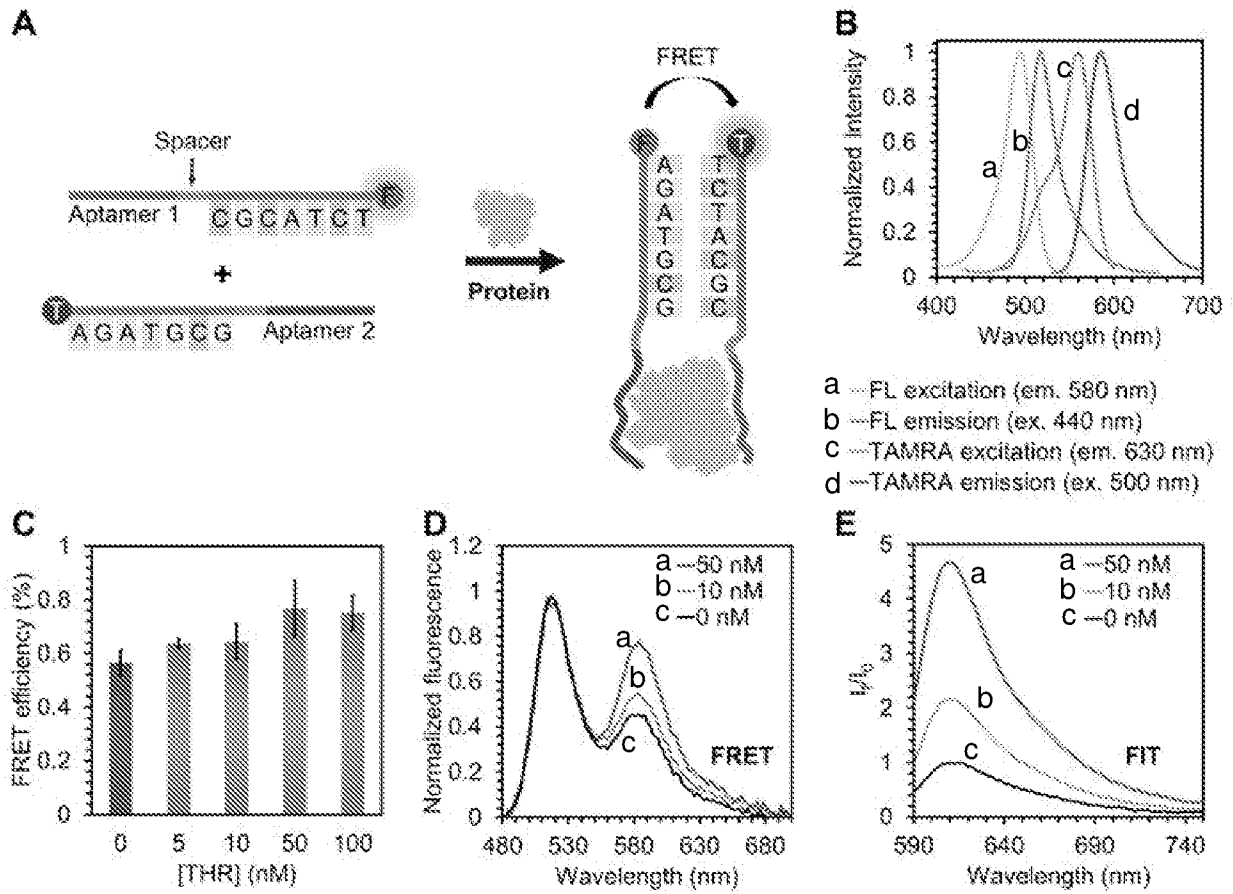 A
Spacer
Aptamer 1
C G C A T C T
F
+
T
A G A T G C G
Aptamer 2
Protein
FRET
F
T
A
G
A
T
G
C
G
T
C
T
A
C
G
C
B
Normalized Intensity
1
0.8
0.6
0.4
0.2
0
400 500 600 700
Wavelength (nm)
a
b
c
d
a FL excitation (em. 580 nm)
b FL emission (ex. 440 nm)
c TAMRA excitation (em. 630 nm)
d TAMRA emission (ex. 500 nm)
C
FRET efficiency (%)
1
0.8
0.6
0.4
0.2
0
0 5 10 50 100
[THR] (nM)
D
Normalized fluorescence
1.2
1
0.8
0.6
0.4
0.2
0
480 530 580 630 680
Wavelength (nm)
a 50 nM
b 10 nM
c 0 nM
a
b
c
FRET
E
I/I₀
5
4
3
2
1
0
590 640 690 740
Wavelength (nm)
a 50 nM
b 10 nM
c 0 nM
a
b
c
FIT